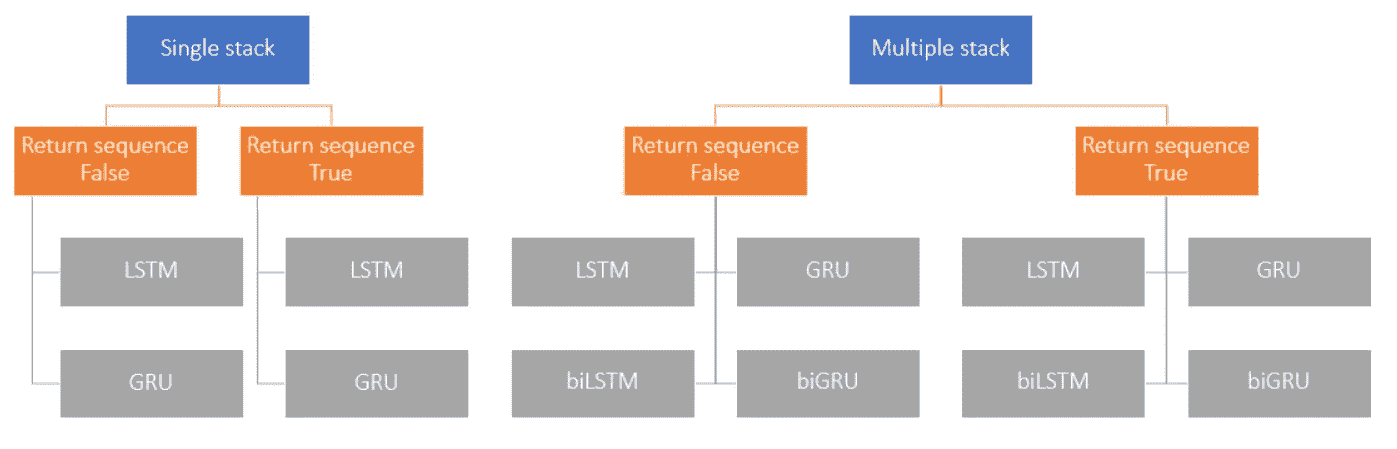 Single stack
Multiple stack
Return sequence
False
Return sequence
True
Return sequence
False
Return sequence
True
LSTM
LSTM
LSTM
GRU
LSTM
GRU
GRU
GRU
biLSTM
biGRU
biLSTM
biGRU